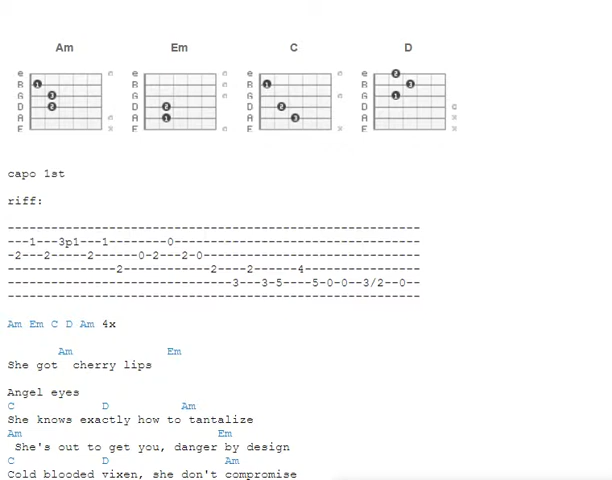 Am Em C D
e B G D A E
e B G D A E
e B G D A E
e B G D A E
capo 1st
riff:
---------------------------------------------------------
---1---3p1---1--------0----------------------------------
-2---2-----2------0-2---2-0------------------------------
---------------2------------2----2------4----------------
-------------------------------3---3-5----5-0-0--3/2--0--
---------------------------------------------------------
Am Em C D Am 4x
Am Em
She got cherry lips
Angel eyes
C D Am
She knows exactly how to tantalize
Am Em
She's out to get you, danger by design
C D Am
Cold blooded vixen, she don't compromise